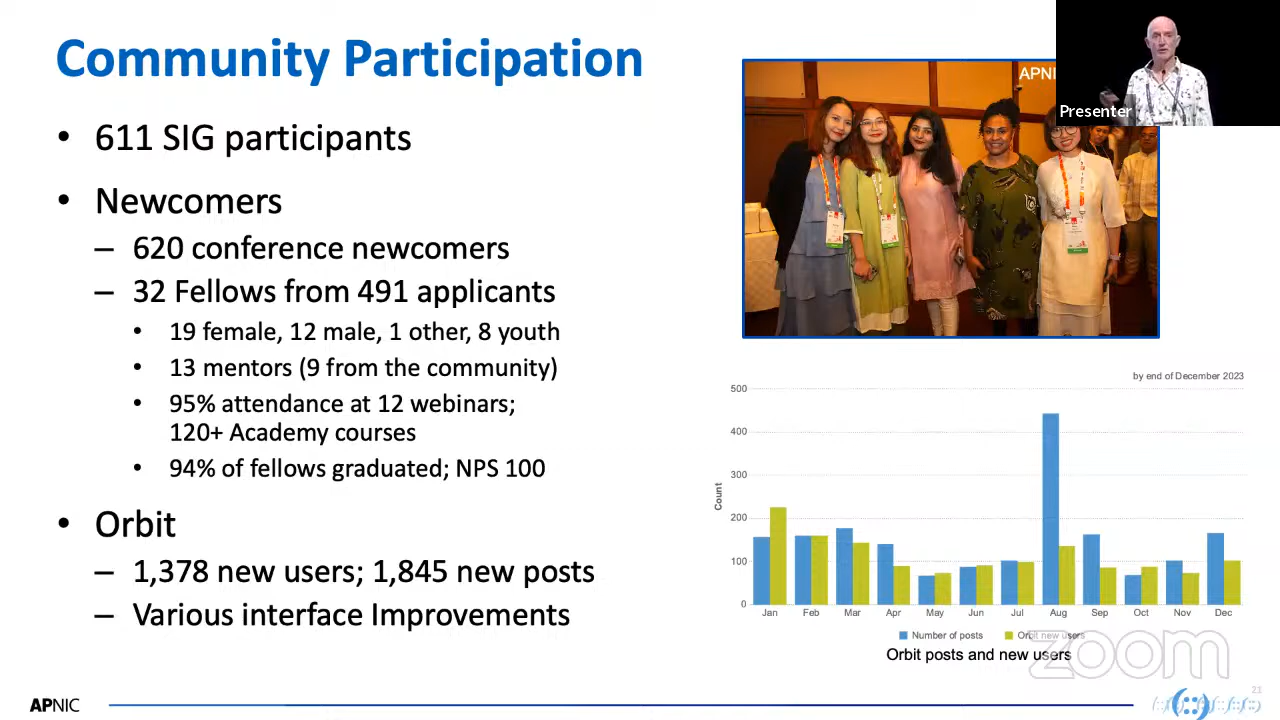 Community Participation
• 611 SIG participants
• Newcomers
– 620 conference newcomers
– 32 Fellows from 491 applicants
• 19 female, 12 male, 1 other, 8 youth
• 13 mentors (9 from the community)
• 95% attendance at 12 webinars;
120+ Academy courses
• 94% of fellows graduated; NPS 100
• Orbit
– 1,378 new users; 1,845 new posts
– Various interface Improvements
APNI
Presenter
by end of December 2023
Count
500
400
300
200
100
0
Jan Feb Mar Apr May Jun Jul Aug Sep Oct Nov Dec
Number of posts Orbit new users
Orbit posts and new users
zoom
APNIC
21